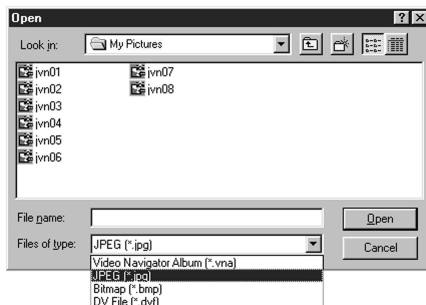 Open
Look in: My Pictures
jvn01 jvn07
jvn02 jvn08
jvn03
jvn04
jvn05
jvn06
File name: Open
Files of type: JPEG (*.jpg) Cancel
Video Navigator Album (*.vna)
JPEG (*.jpg)
Bitmap (*.bmp)
DV File (*.dvf)